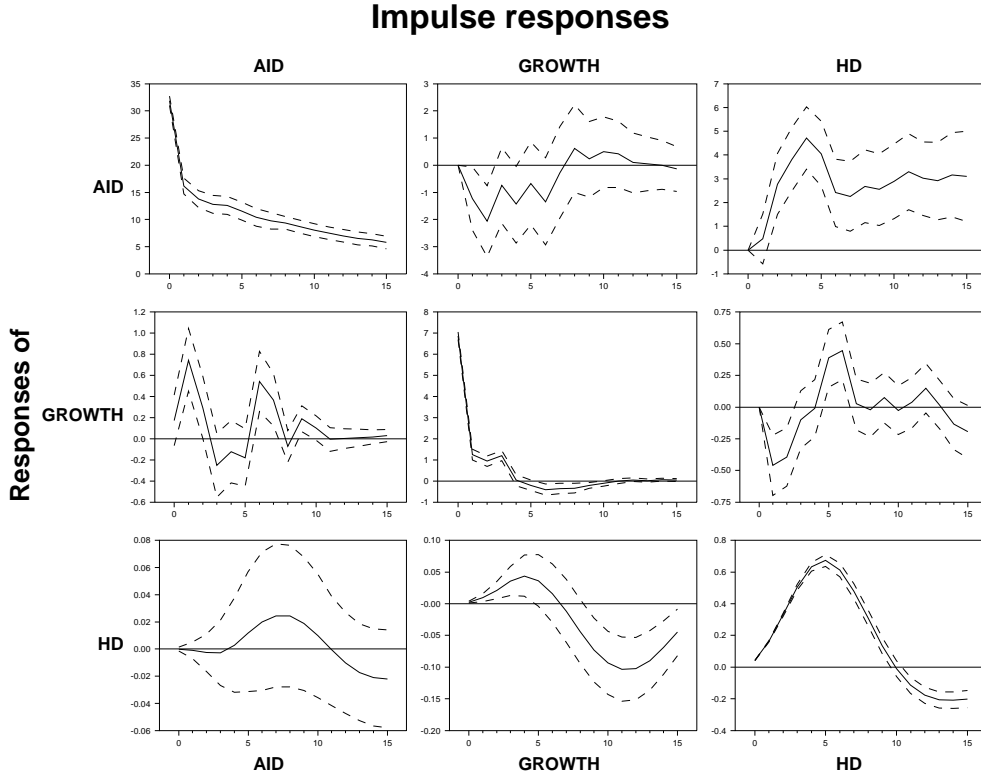 Impulse responses
AID GROWTH HD
35 3 7
30 2 6
25 1 5
20 0 4
15 -1 3
10 -2 2
5 -3 1
0 -4 0
-1
AID
0 5 10 15 0 5 10 15 0 5 10 15
1.2 8 0.75
1.0 7 0.50
0.8 6 0.25
0.6 5 0.00
0.4 4 -0.25
0.2 3 -0.50
0.0 2 -0.75
-0.2 1
-0.4 0
-0.6 -1
Responses of
GROWTH
0 5 10 15 0 5 10 15 0 5 10 15
0.08 0.10 0.8
0.06 0.05 0.6
0.04 -0.00 0.4
0.02 -0.05 0.2
0.00 -0.10 0.0
-0.02 -0.15 -0.2
-0.04 -0.20 -0.4
-0.06
HD
0 5 10 15 0 5 10 15 0 5 10 15
AID GROWTH HD